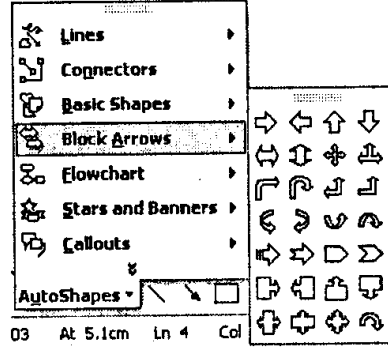 Lines
Connectors
Basic Shapes
Block Arrows
Flowchart
Stars and Banners
Callouts
AutoShapes
03 At 5.1cm Ln 4 Col